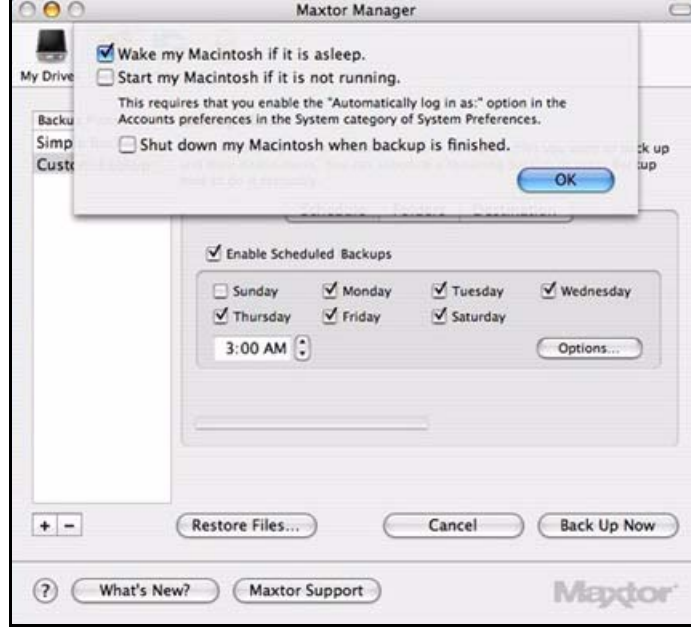 Maxtor Manager
My Drive
Wake my Macintosh if it is asleep.
Start my Macintosh if it is not running.
This requires that you enable the "Automatically log in as:" option in the
Accounts preferences in the System category of System Preferences.
Shut down my Macintosh when backup is finished.
OK
Backu
Simp
Custo
ck up
kup
Schedule Folders Destination
Enable Scheduled Backups
Sunday Monday Tuesday Wednesday
Thursday Friday Saturday
3:00 AM Options...
Restore Files... Cancel Back Up Now
? What's New? Maxtor Support Maxtor